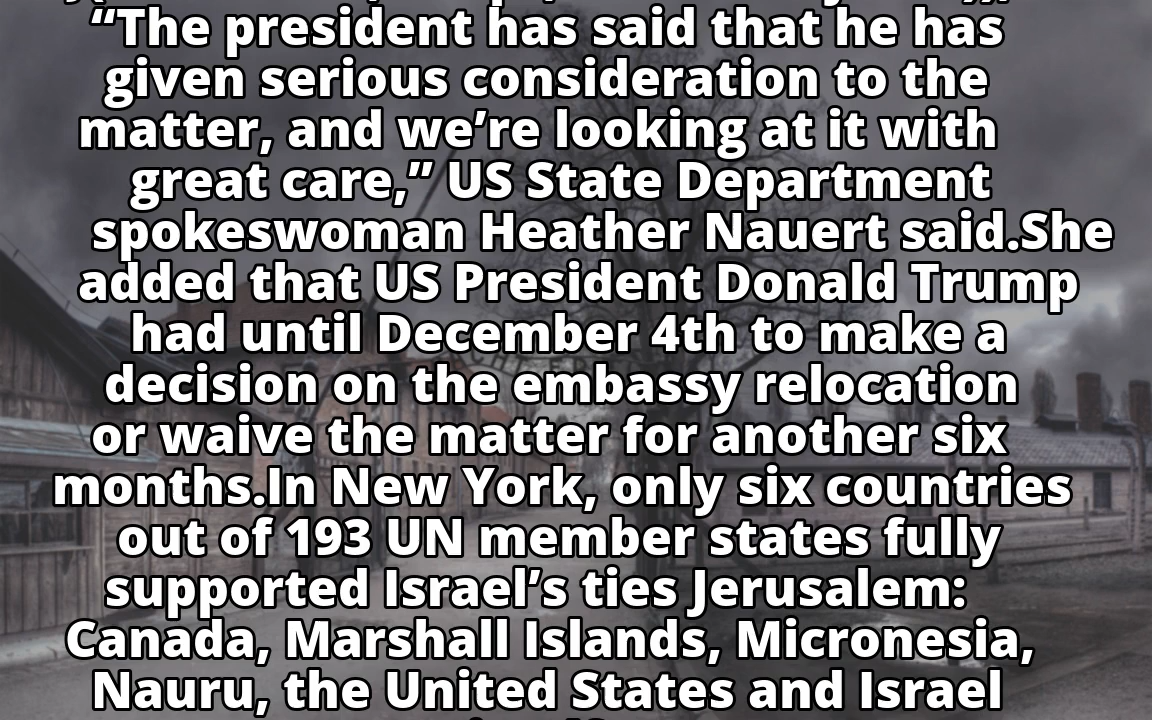 “The president has said that he has
given serious consideration to the
matter, and we’re looking at it with
great care,” US State Department
spokeswoman Heather Nauert said.She
added that US President Donald Trump
had until December 4th to make a
decision on the embassy relocation
or waive the matter for another six
months.In New York, only six countries
out of 193 UN member states fully
supported Israel’s ties Jerusalem:
Canada, Marshall Islands, Micronesia,
Nauru, the United States and Israel